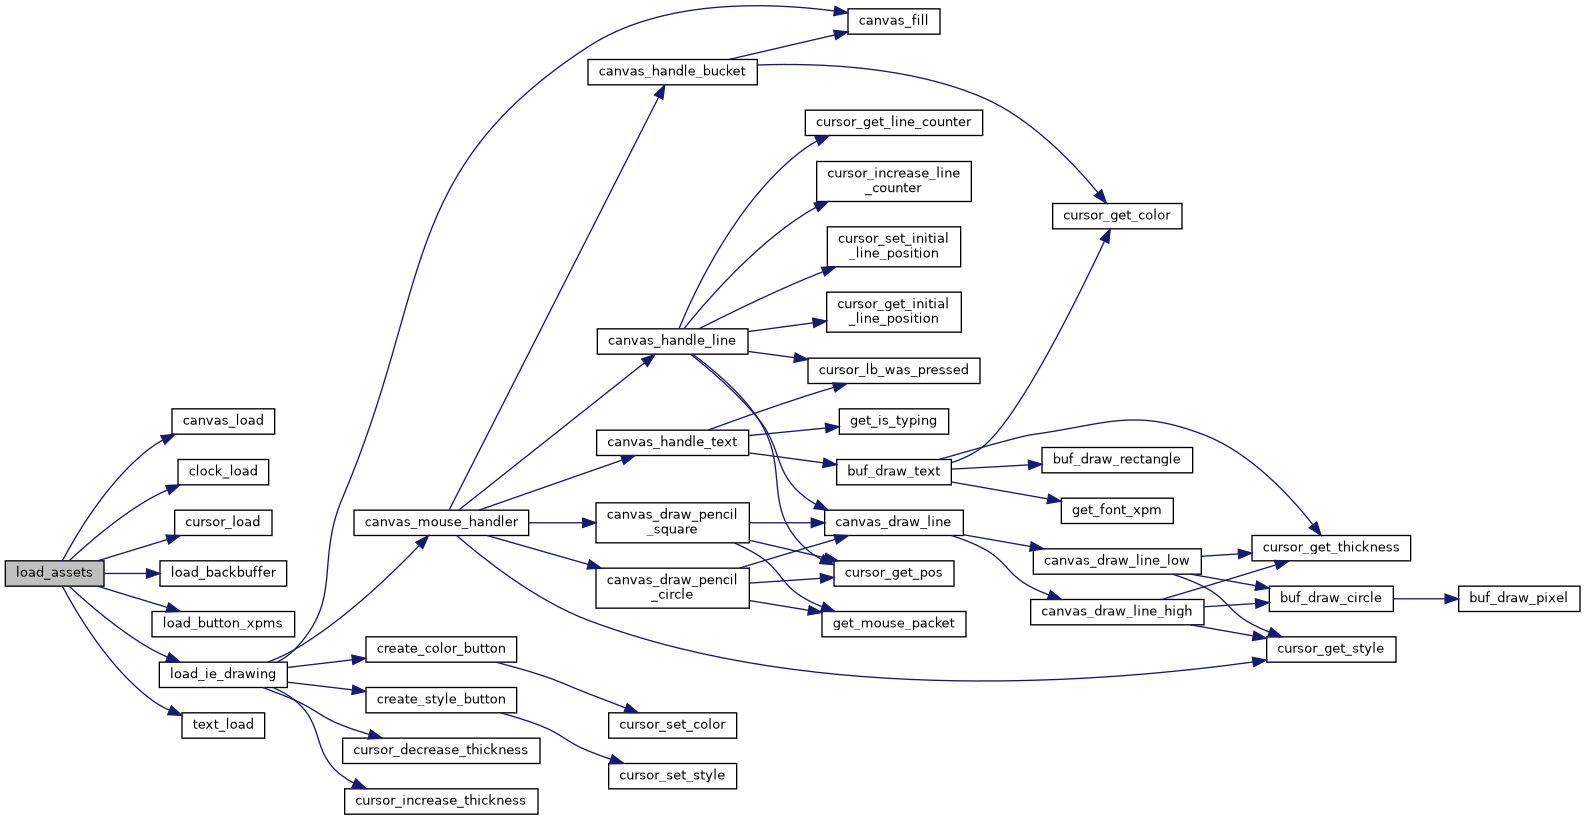 canvas_fill
canvas_handle_bucket
cursor_get_line_counter
cursor_increase_line
_counter
cursor_get_color
cursor_set_initial
_line_position
cursor_get_initial
_line_position
canvas_handle_line
cursor_lb_was_pressed
canvas_load
get_is_typing
canvas_handle_text
buf_draw_rectangle
clock_load
buf_draw_text
get_font_xpm
cursor_load
canvas_mouse_handler
canvas_draw_pencil
_square
canvas_draw_line
cursor_get_thickness
canvas_draw_line_low
load_assets
load_backbuffer
cursor_get_pos
canvas_draw_pencil
_circle
buf_draw_circle
buf_draw_pixel
canvas_draw_line_high
load_button_xpms
get_mouse_packet
create_color_button
cursor_get_style
load_ie_drawing
create_style_button
text_load
cursor_set_color
cursor_decrease_thickness
cursor_set_style
cursor_increase_thickness